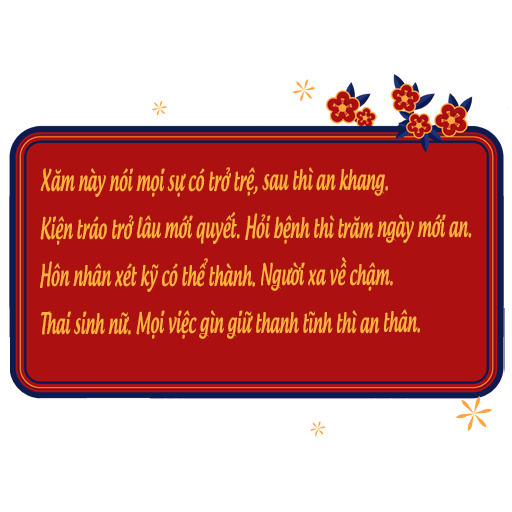 Xăm này nói mọi sự có trở trệ, sau thì an khang.
Kiện tráo trở lâu mới quyết. Hỏi bệnh thì trăm ngày mới an.
Hôn nhân xét kỹ có thể thành. Người xa về chậm.
Thai sinh nữ. Mọi việc gìn giữ thanh tĩnh thì an thân.